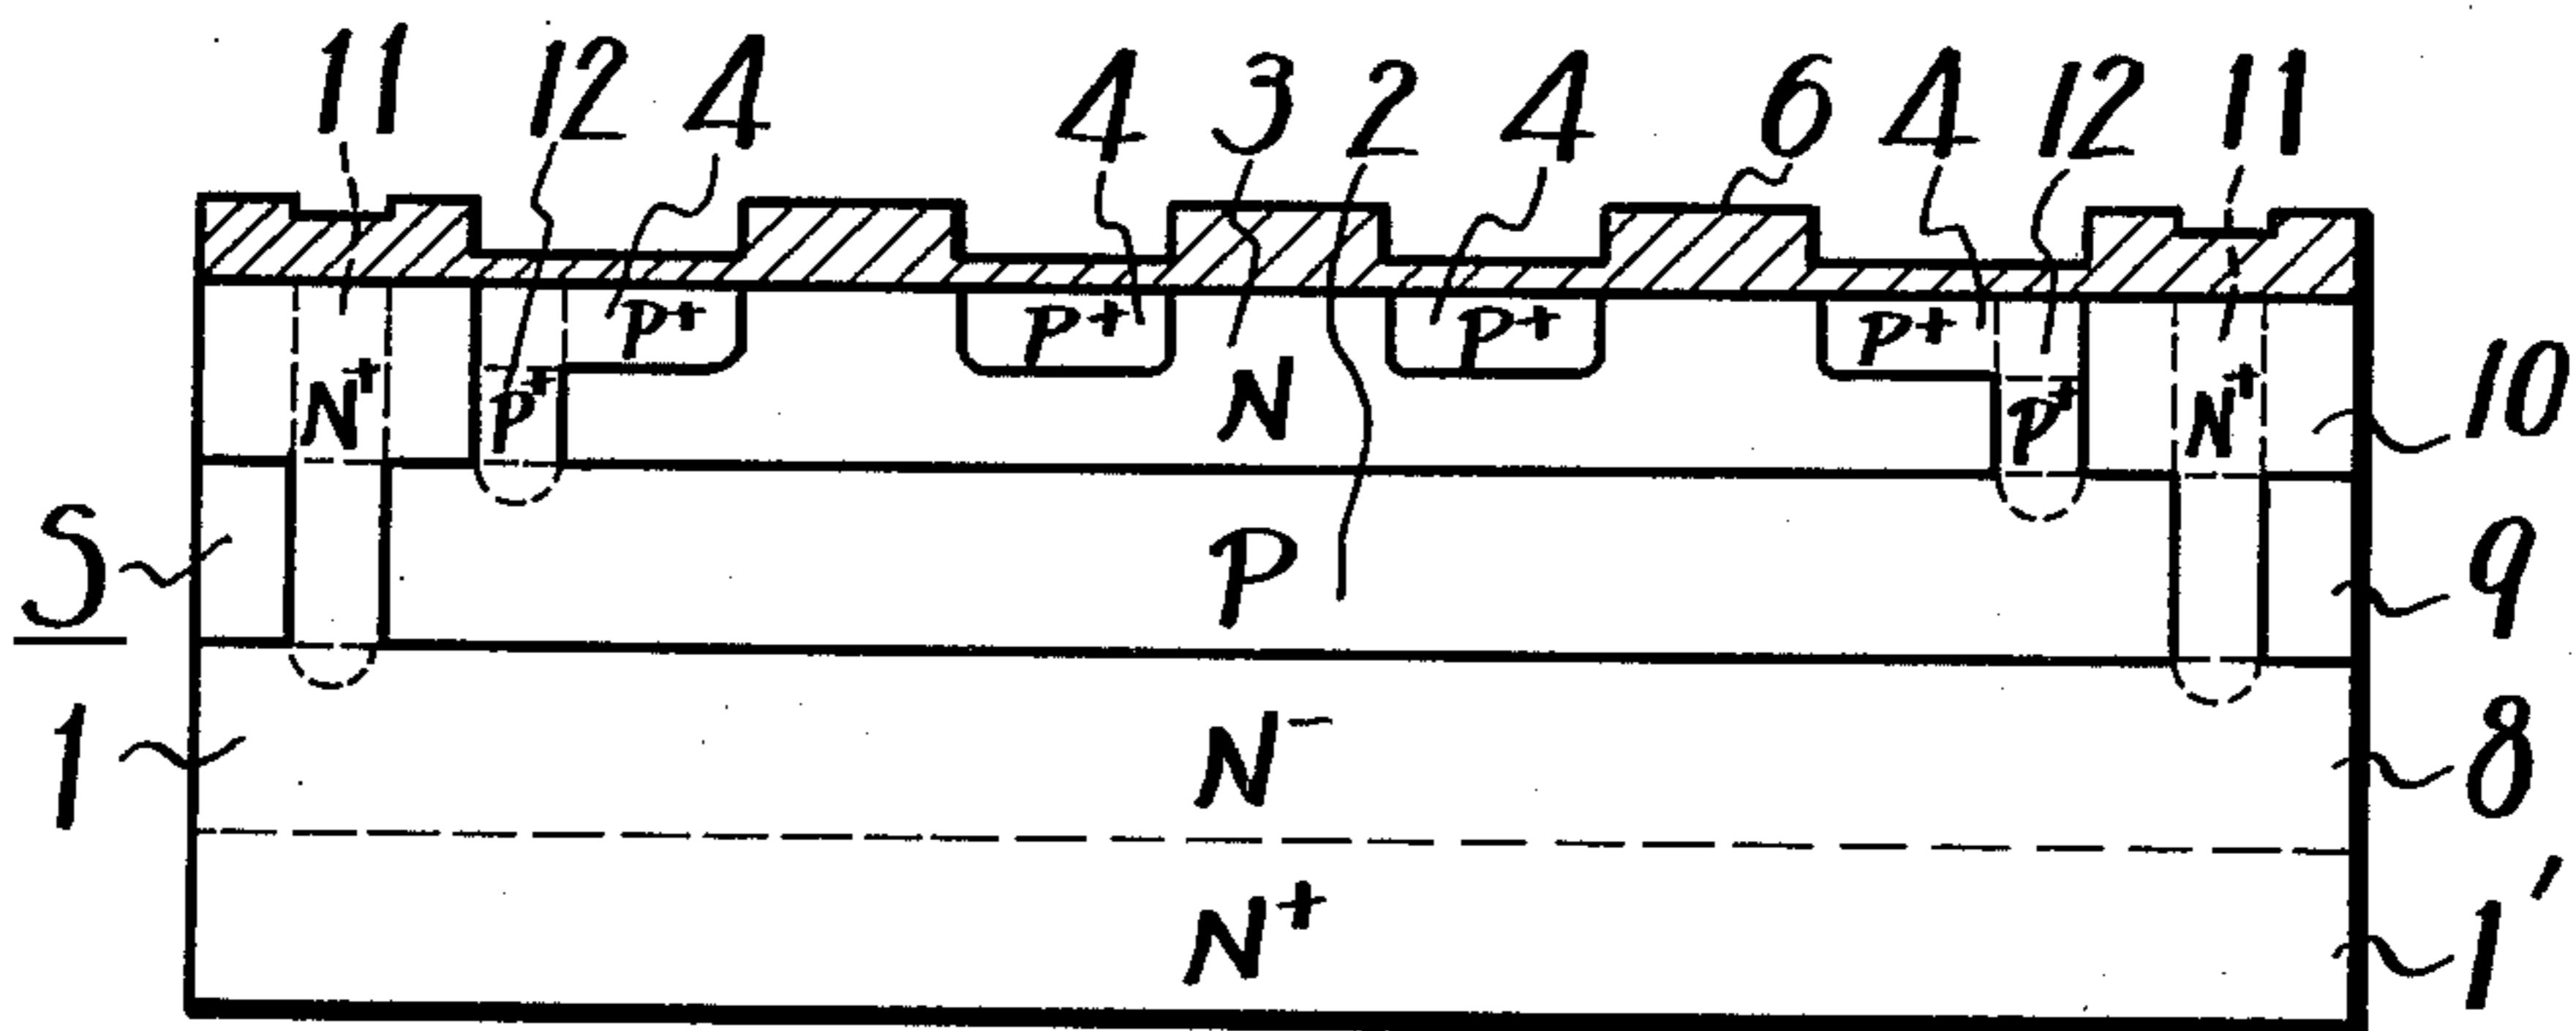 11 12 4 4 3 2 4 6 4 12 11
P+ P+ P+ P+
N+ P+ N P+ N+ 10
S P 9
1 N− 8
N+ 1'